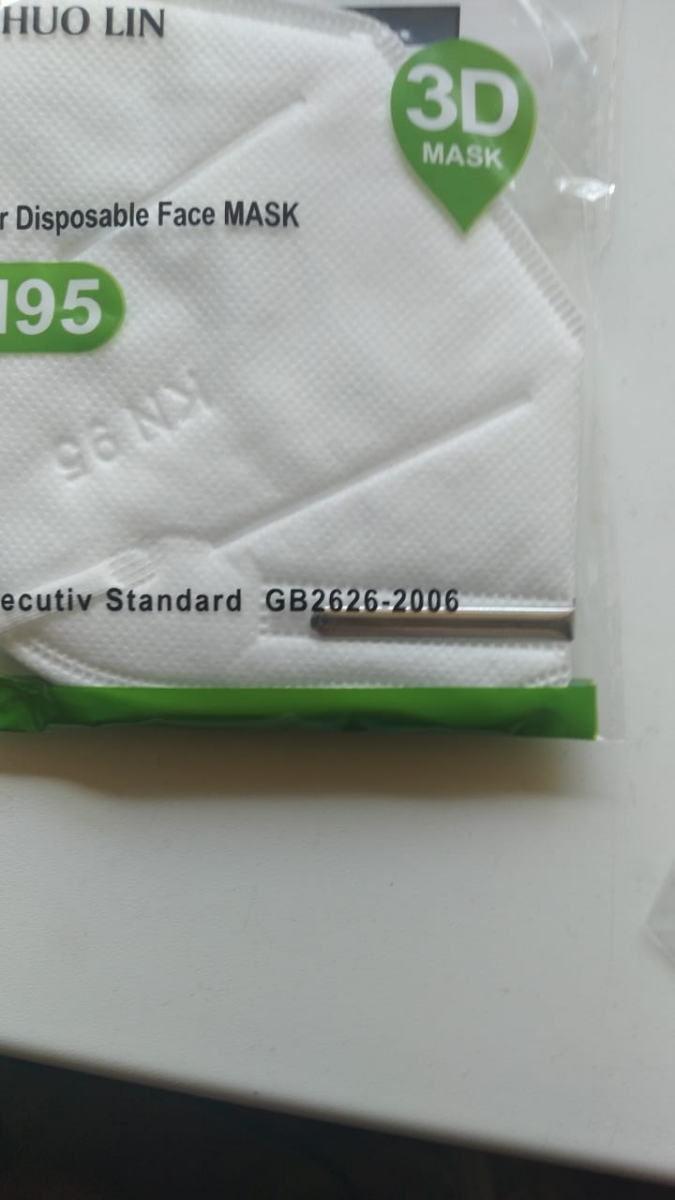 HUO LIN
3D
MASK
r Disposable Face MASK
95
KN 95
ecutiv Standard GB2626-2006